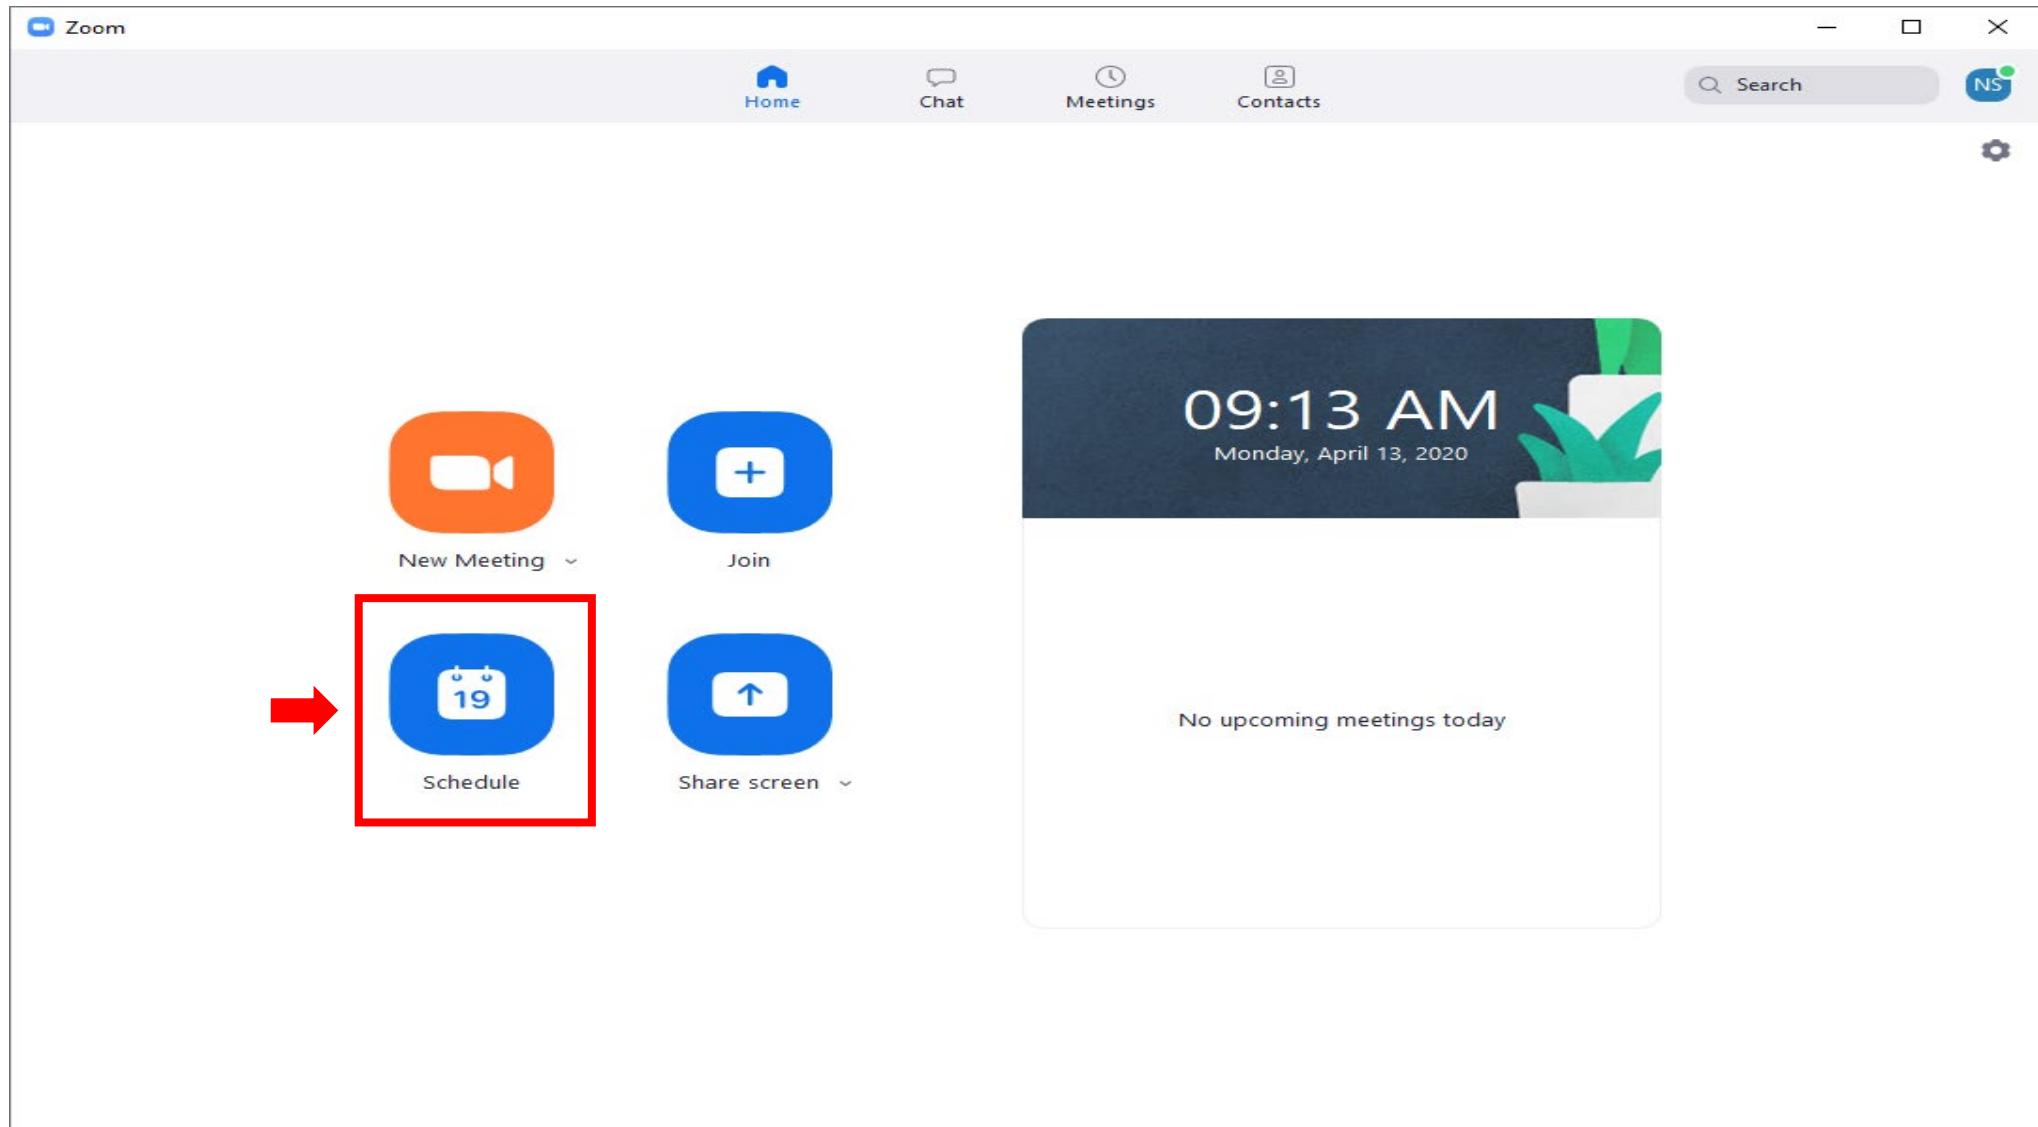 Zoom
Home
Chat
Meetings
Contacts
Search
NS
09:13 AM
Monday, April 13, 2020
New Meeting
Join
19
Schedule
Share screen
No upcoming meetings today